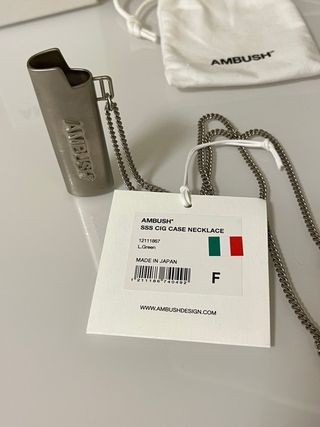 AMBUSH®
AMBUSH®
AMBUSH®
SSS CIG CASE NECKLACE
12111867
L.Green
MADE IN JAPAN
F
WWW.AMBUSHDESIGN.COM